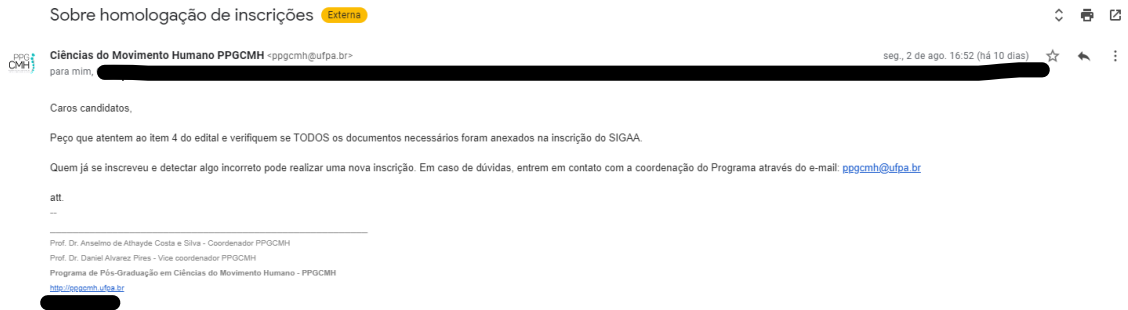 Sobre homologação de inscrições Externa
PPG CMH
Ciências do Movimento Humano PPGCMH <ppgcmh@ufpa.br> seg., 2 de ago. 16:52 (há 10 dias)
para mim,
Caros candidatos,
Peço que atentem ao item 4 do edital e verifiquem se TODOS os documentos necessários foram anexados na inscrição do SIGAA.
Quem já se inscreveu e detectar algo incorreto pode realizar uma nova inscrição. Em caso de dúvidas, entrem em contato com a coordenação do Programa através do e-mail: ppgcmh@ufpa.br
att.
--
Prof. Dr. Anselmo de Athayde Costa e Silva - Coordenador PPGCMH
Prof. Dr. Daniel Alvarez Pires - Vice coordenador PPGCMH
Programa de Pós-Graduação em Ciências do Movimento Humano - PPGCMH
http://ppgcmh.ufpa.br